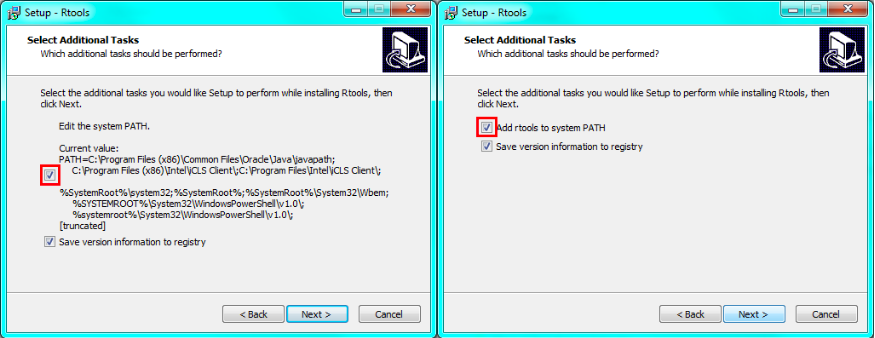 Setup - Rtools
Select Additional Tasks
Which additional tasks should be performed?
Select the additional tasks you would like Setup to perform while installing Rtools, then
click Next.
Edit the system PATH.
Current value:
PATH=C:\Program Files (x86)\Common Files\Oracle\Java\javapath;
C:\Program Files (x86)\Intel\iCLS Client\;C:\Program Files\Intel\iCLS Client\;
%SystemRoot%\system32;%SystemRoot%;%SystemRoot%\System32\Wbem;
%SYSTEMROOT%\System32\WindowsPowerShell\v1.0\;
%systemroot%\System32\WindowsPowerShell\v1.0\;
[truncated]
Save version information to registry
< Back
Next >
Cancel
Setup - Rtools
Select Additional Tasks
Which additional tasks should be performed?
Select the additional tasks you would like Setup to perform while installing Rtools, then
click Next.
Add rtools to system PATH
Save version information to registry
< Back
Next >
Cancel